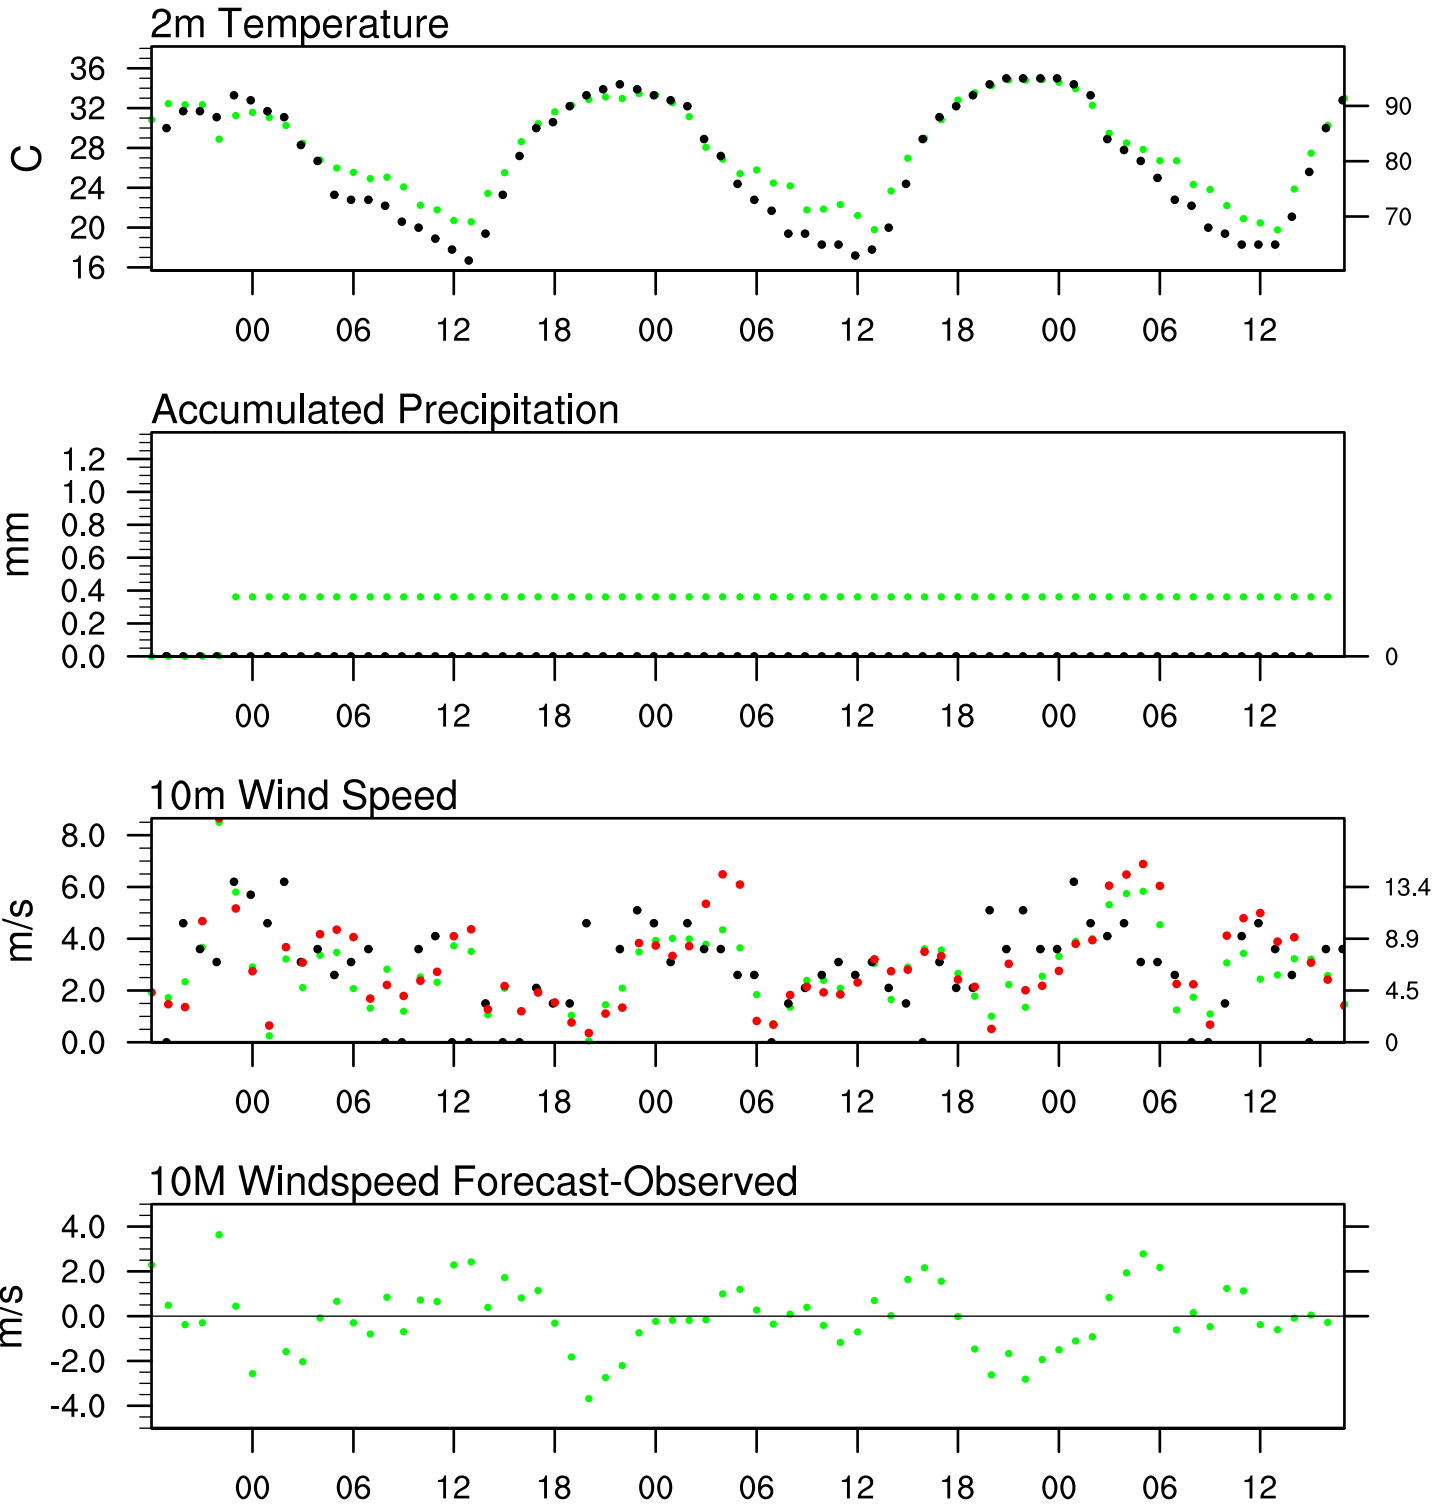 2m Temperature
36
32
28
24
20
16
C
90
80
70
00 06 12 18 00 06 12 18 00 06 12
Accumulated Precipitation
1.2
1.0
0.8
0.6
0.4
0.2
0.0
mm
0
00 06 12 18 00 06 12 18 00 06 12
10m Wind Speed
8.0
6.0
4.0
2.0
0.0
m/s
13.4
8.9
4.5
0
00 06 12 18 00 06 12 18 00 06 12
10M Windspeed Forecast-Observed
4.0
2.0
0.0
-2.0
-4.0
m/s
00 06 12 18 00 06 12 18 00 06 12